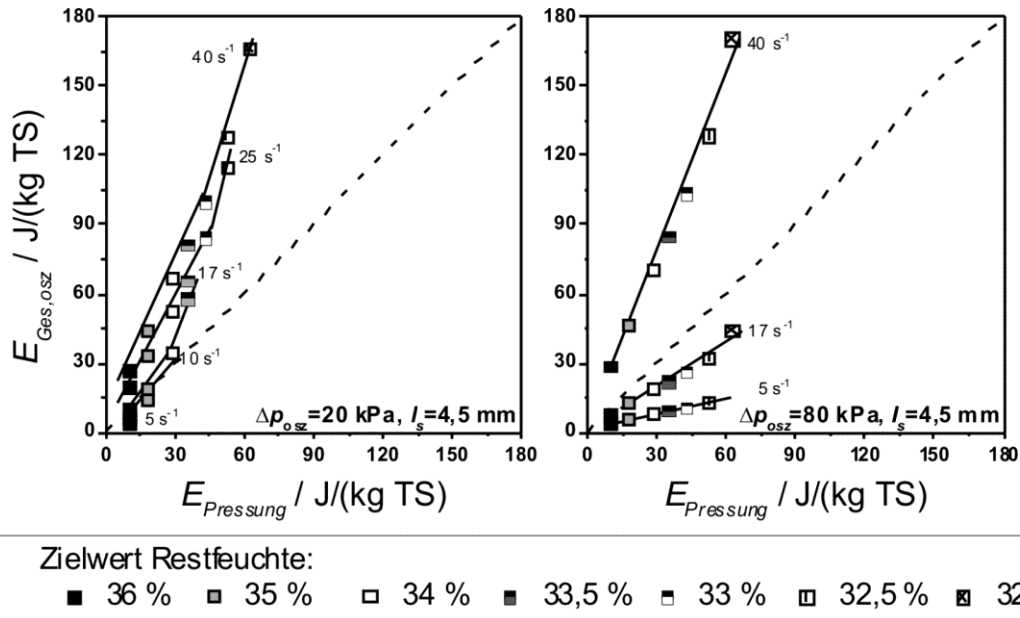 180
150
120
90
60
30
0
E_Ges,osz / J/(kg TS)
40 s⁻¹
25 s⁻¹
17 s⁻¹
10 s⁻¹
5 s⁻¹
Δp_osz=20 kPa, l_s=4,5 mm
0 30 60 90 120 150 180
E_Pressung / J/(kg TS)
180
150
120
90
60
30
0
40 s⁻¹
17 s⁻¹
5 s⁻¹
Δp_osz=80 kPa, l_s=4,5 mm
0 30 60 90 120 150 180
E_Pressung / J/(kg TS)
Zielwert Restfeuchte:
36 % 35 % 34 % 33,5 % 33 % 32,5 % 32